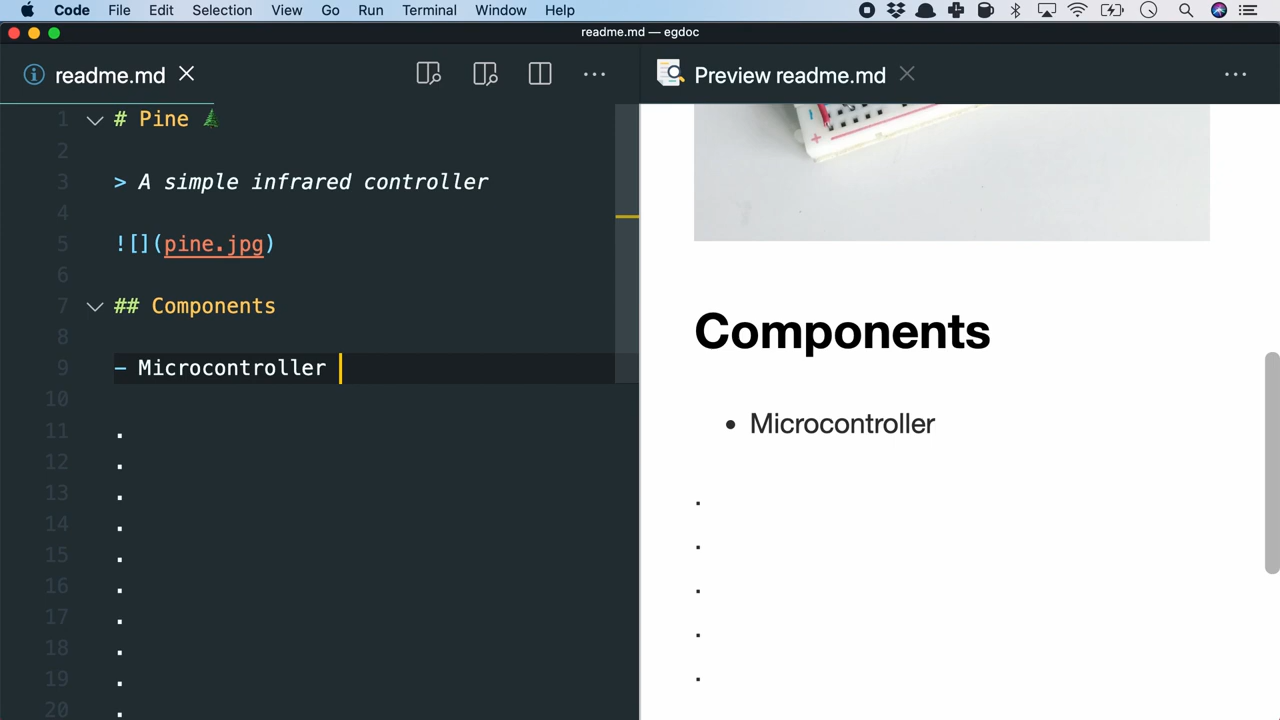 Code File Edit Selection View Go Run Terminal Window Help
readme.md — egdoc
readme.md
Preview readme.md
1 # Pine 🌲
2
3 > A simple infrared controller
4
5 ![](pine.jpg)
6
7 ## Components
8
9 - Microcontroller
10
11 .
12 .
13 .
14 .
15 .
16 .
17 .
18 .
19 .
20 .
Components
• Microcontroller
.
.
.
.
.